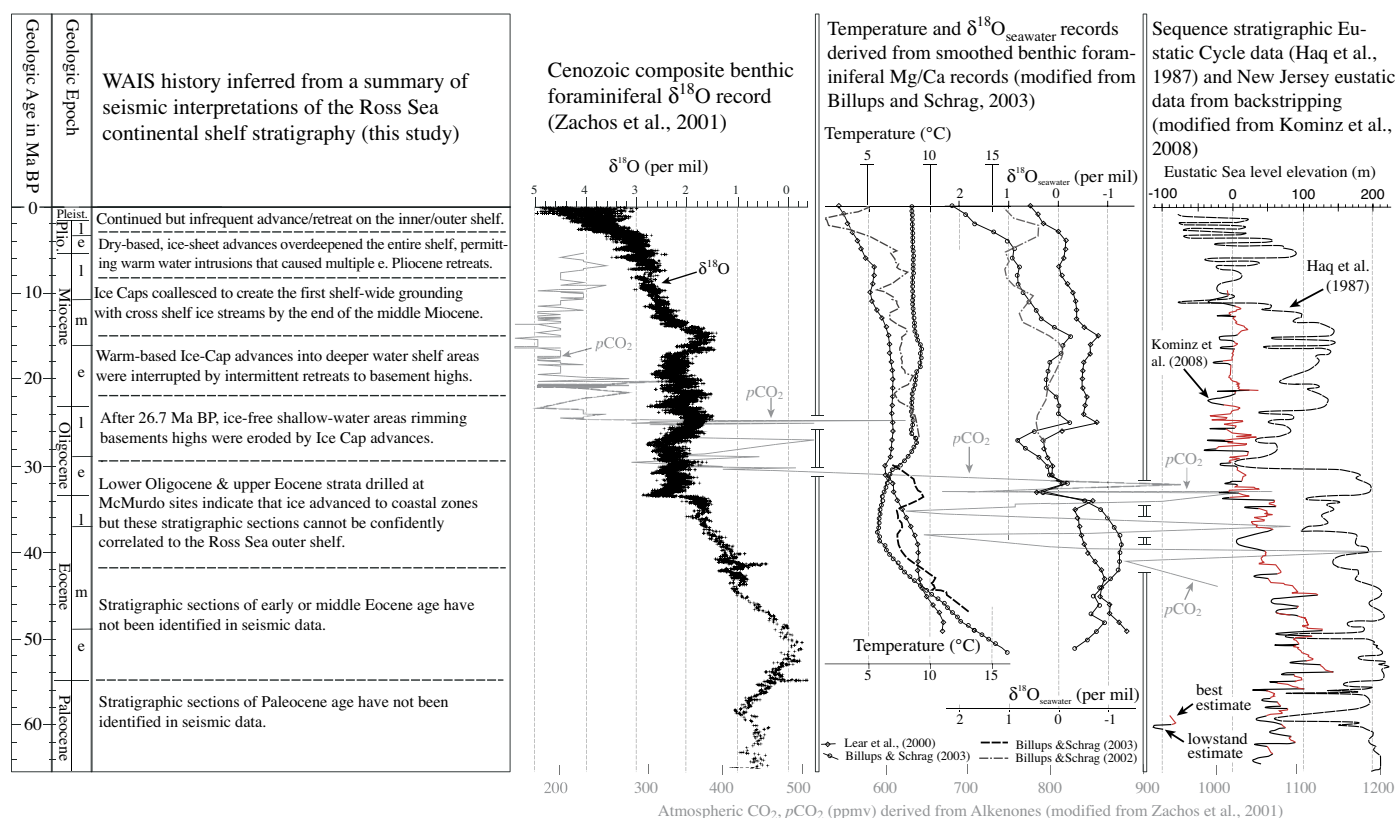 Geologic Age in Ma BP
Geologic Epoch
WAIS history inferred from a summary of
seismic interpretations of the Ross Sea
continental shelf stratigraphy (this study)
Cenozoic composite benthic
foraminiferal δ18O record
(Zachos et al., 2001)
Temperature and δ18Oseawater records
derived from smoothed benthic foram-
iniferal Mg/Ca records (modified from
Billups and Schrag, 2003)
Sequence stratigraphic Eu-
static Cycle data (Haq et al.,
1987) and New Jersey eustatic
data from backstripping
(modified from Kominz et al.,
2008)
δ18O (per mil)
5 4 3 2 1 0
Temperature (°C)
5 10 15
δ18Oseawater (per mil)
2 1 0 -1
Eustatic Sea level elevation (m)
-100 0 100 200
0
10
20
30
40
50
60
Pleist.
Plio.
l
e
Miocene
l
m
e
Oligocene
l
e
Eocene
l
m
e
Paleocene
Continued but infrequent advance/retreat on the inner/outer shelf.
Dry-based, ice-sheet advances overdeepened the entire shelf, permitt-
ing warm water intrusions that caused multiple e. Pliocene retreats.
Ice Caps coallesced to create the first shelf-wide grounding
with cross shelf ice streams by the end of the middle Miocene.
Warm-based Ice-Cap advances into deeper water shelf areas
were interrupted by intermittent retreats to basement highs.
After 26.7 Ma BP, ice-free shallow-water areas rimming
basements highs were eroded by Ice Cap advances.
Lower Oligocene & upper Eocene strata drilled at
McMurdo sites indicate that ice advanced to coastal zones
but these stratigraphic sections cannot be confidently
correlated to the Ross Sea outer shelf.
Stratigraphic sections of early or middle Eocene age have
not been identified in seismic data.
Stratigraphic sections of Paleocene age have not been
identified in seismic data.
δ18O
pCO2
pCO2
pCO2
pCO2
pCO2
Haq et al.
(1987)
Kominz et
al. (2008)
best
estimate
lowstand
estimate
Temperature (°C)
5 10 15
δ18Oseawater (per mil)
2 1 0 -1
Lear et al., (2000)
Billups & Schrag (2003)
Billups &Schrag (2003)
Billups &Schrag (2002)
200 300 400 500 600 700 800 900 1000 1100 1200
Atmospheric CO2, pCO2 (ppmv) derived from Alkenones (modified from Zachos et al., 2001)